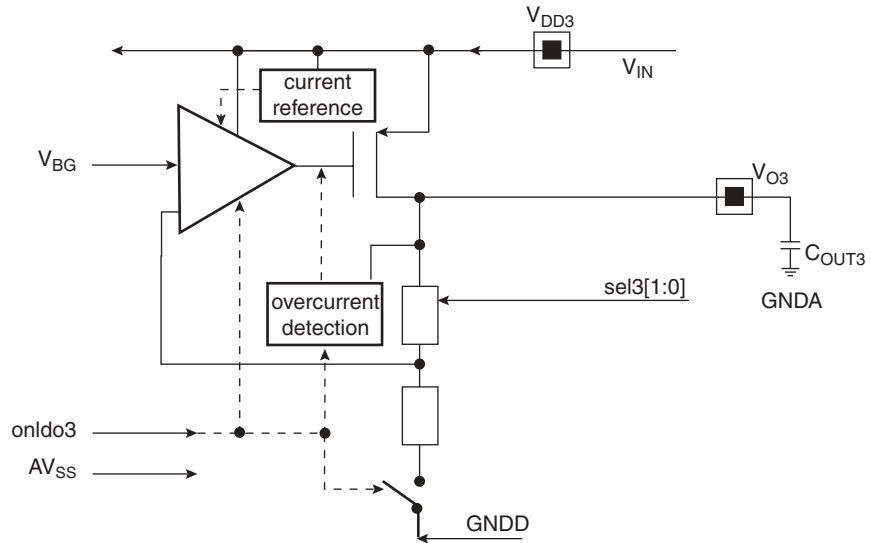 V_DD3
V_IN
current
reference
V_BG
V_O3
C_OUT3
GNDA
sel3[1:0]
overcurrent
detection
onldo3
AV_SS
GNDD